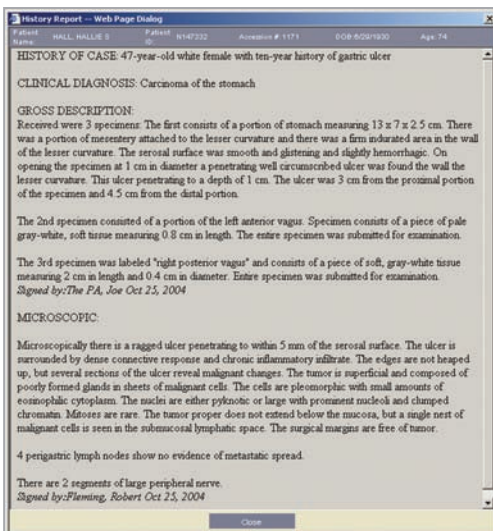 History Report -- Web Page Dialog
Patient Name: HALL, HALLIE S Patient ID: N147332 Accession #: 1171 DOB: 6/29/1930 Age: 74
HISTORY OF CASE: 47-year-old white female with ten-year history of gastric ulcer
CLINICAL DIAGNOSIS: Carcinoma of the stomach
GROSS DESCRIPTION:
Received were 3 specimens: The first consists of a portion of stomach measuring 13 x 7 x 2.5 cm. There
was a portion of mesentery attached to the lesser curvature and there was a firm indurated area in the wall
of the lesser curvature. The serosal surface was smooth and glistening and slightly hemorrhagic. On
opening the specimen at 1 cm in diameter a penetrating well circumscribed ulcer was found the wall the
lesser curvature. This ulcer penetrating to a depth of 1 cm. The ulcer was 3 cm from the proximal portion
of the specimen and 4.5 cm from the distal portion.
The 2nd specimen consisted of a portion of the left anterior vagus. Specimen consists of a piece of pale
gray-white, soft tissue measuring 0.8 cm in length. The entire specimen was submitted for examination.
The 3rd specimen was labeled "right posterior vagus" and consists of a piece of soft, gray-white tissue
measuring 2 cm in length and 0.4 cm in diameter. Entire specimen was submitted for examination.
Signed by:The PA, Joe Oct 25, 2004
MICROSCOPIC:
Microscopically there is a ragged ulcer penetrating to within 5 mm of the serosal surface. The ulcer is
surrounded by dense connective response and chronic inflammatory infiltrate. The edges are not heaped
up, but several sections of the ulcer reveal malignant changes. The tumor is superficial and composed of
poorly formed glands in sheets of malignant cells. The cells are pleomorphic with small amounts of
eosinophilic cytoplasm. The nuclei are either pyknotic or large with prominent nucleoli and clumped
chromatin. Mitoses are rare. The tumor proper does not extend below the mucosa, but a single nest of
malignant cells is seen in the submucosal lymphatic space. The surgical margins are free of tumor.
4 perigastric lymph nodes show no evidence of metastatic spread.
There are 2 segments of large peripheral nerve.
Signed by:Fleming, Robert Oct 25, 2004
Close